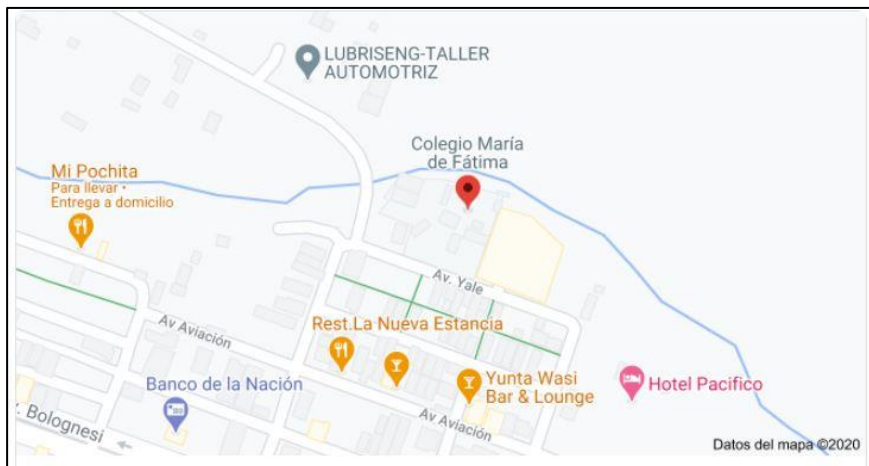 LUBRISENG-TALLER
AUTOMOTRIZ
Colegio María
de Fátima
Mi Pochita
Para llevar •
Entrega a domicilio
Av. Yale
Av Aviación
Rest.La Nueva Estancia
Banco de la Nación
Yunta Wasi
Bar & Lounge
Hotel Pacifico
Av Aviación
Bolognesi
Datos del mapa ©2020